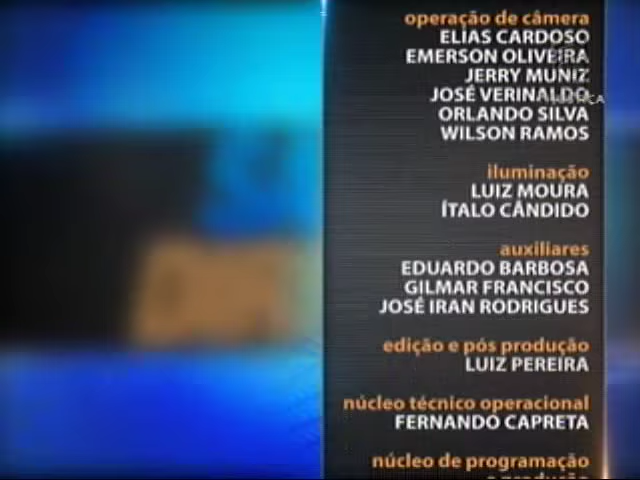 operação de câmera
ELIAS CARDOSO
EMERSON OLIVEIRA
JERRY MUNIZ
JOSÉ VERINALDO
ORLANDO SILVA
WILSON RAMOS
iluminação
LUIZ MOURA
ÍTALO CÂNDIDO
auxiliares
EDUARDO BARBOSA
GILMAR FRANCISCO
JOSÉ IRAN RODRIGUES
edição e pós produção
LUIZ PEREIRA
núcleo técnico operacional
FERNANDO CAPRETA
núcleo de programação
e produção